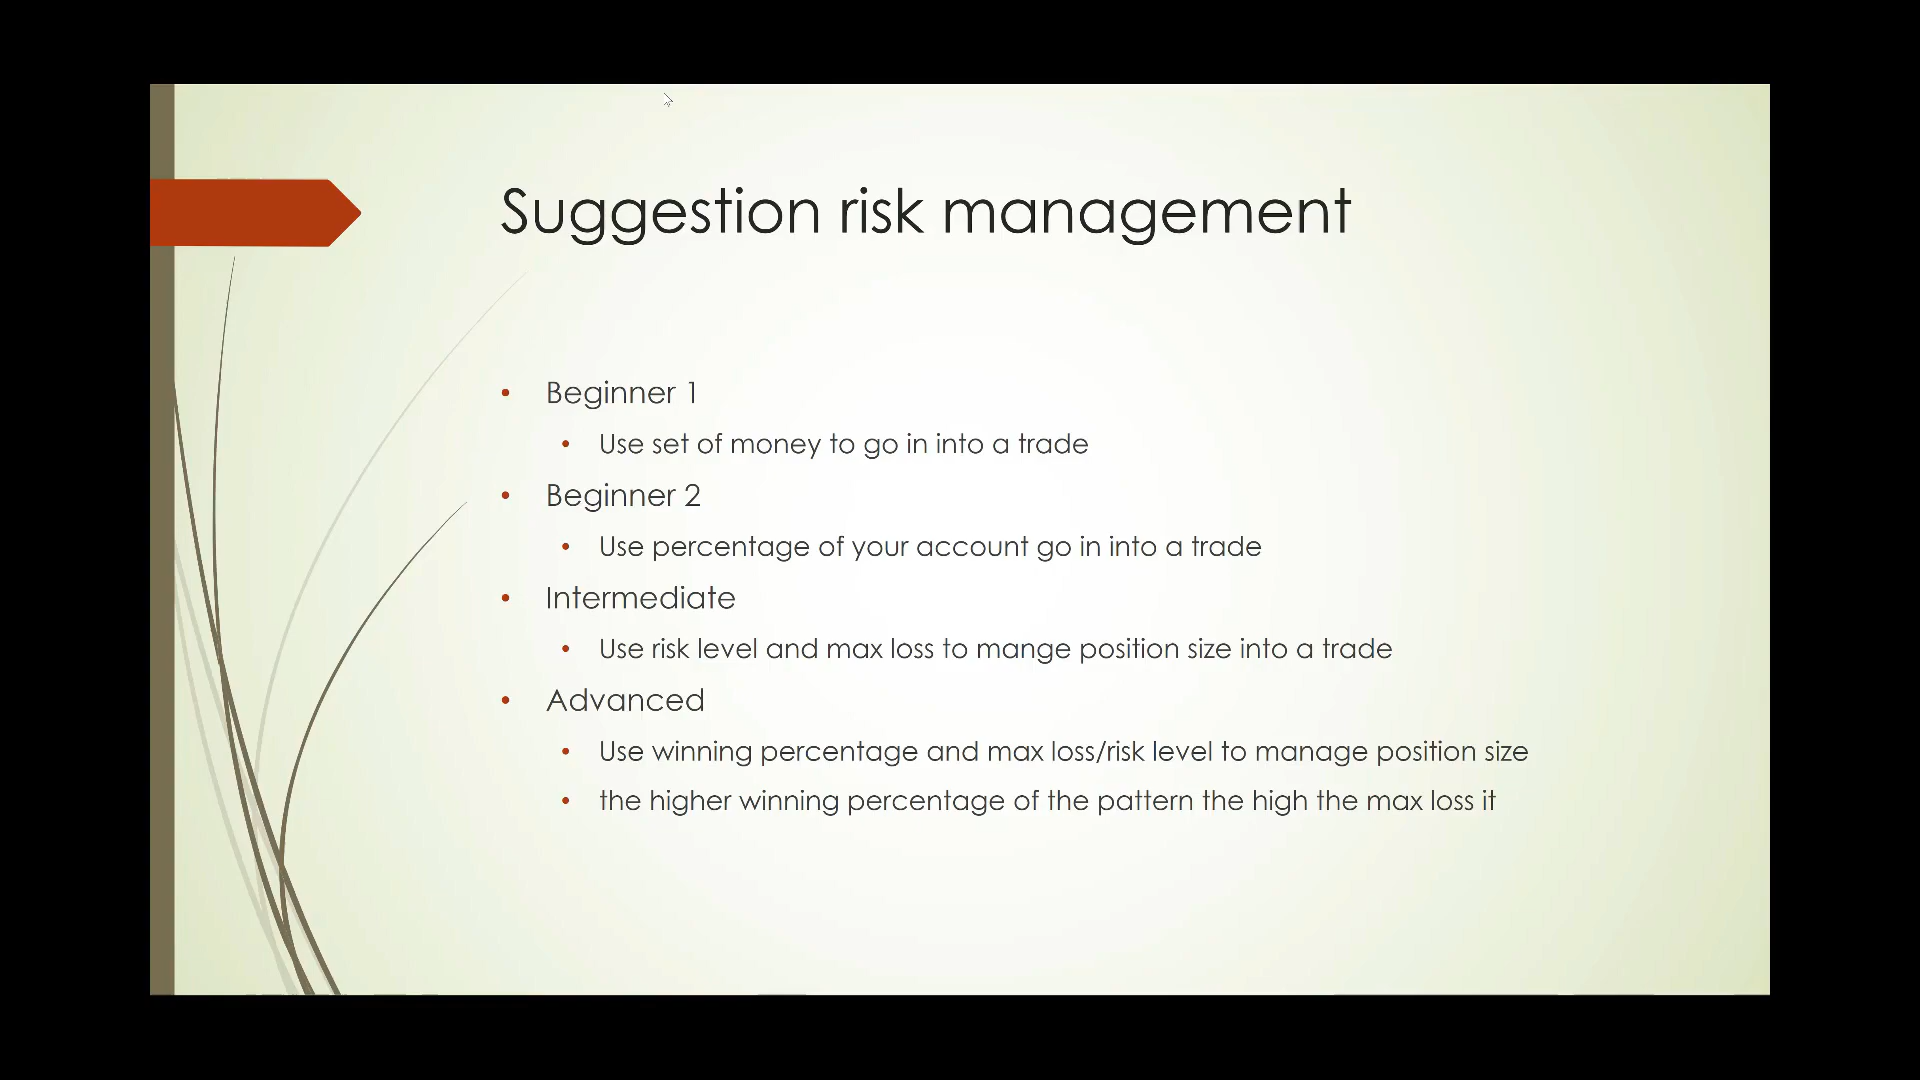 Suggestion risk management
• Beginner 1
• Use set of money to go in into a trade
• Beginner 2
• Use percentage of your account go in into a trade
• Intermediate
• Use risk level and max loss to mange position size into a trade
• Advanced
• Use winning percentage and max loss/risk level to manage position size
• the higher winning percentage of the pattern the high the max loss it